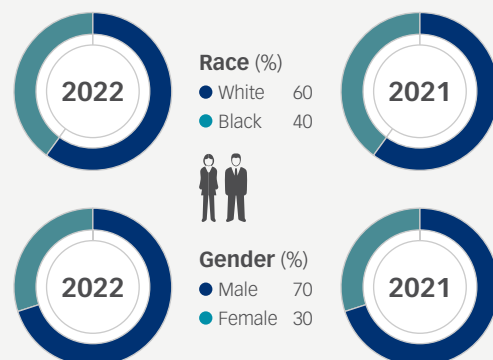 2022
Race (%)
White 60
Black 40
2021
2022
Gender (%)
Male 70
Female 30
2021